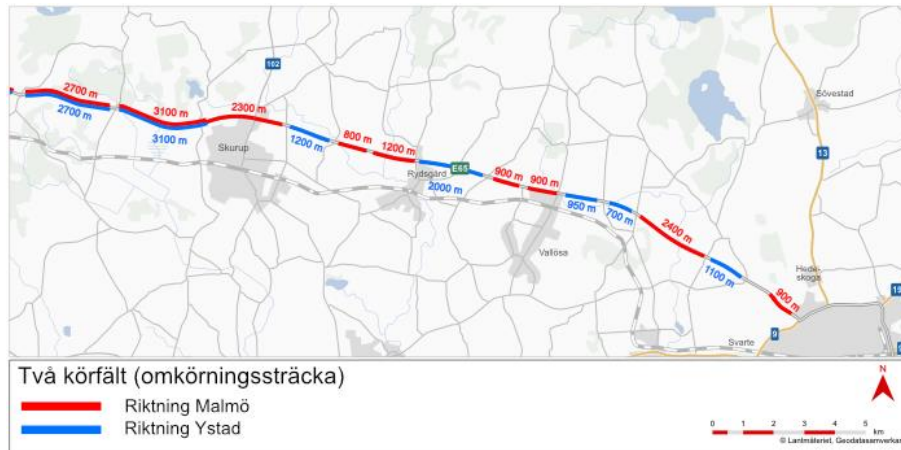 102
Sövestad
2700 m
3100 m
2300 m
2700 m
3100 m
Skurup
1200 m
800 m
1200 m
13
Rydsgård
E65
2000 m
900 m
900 m
950 m
700 m
2400 m
Vallösa
1100 m
Hede-
skoga
900 m
19
9
Svarte
Två körfält (omkörningssträcka)
Riktning Malmö
Riktning Ystad
N
0 1 2 3 4 5
km
© Lantmäteriet, Geodatasamverkan